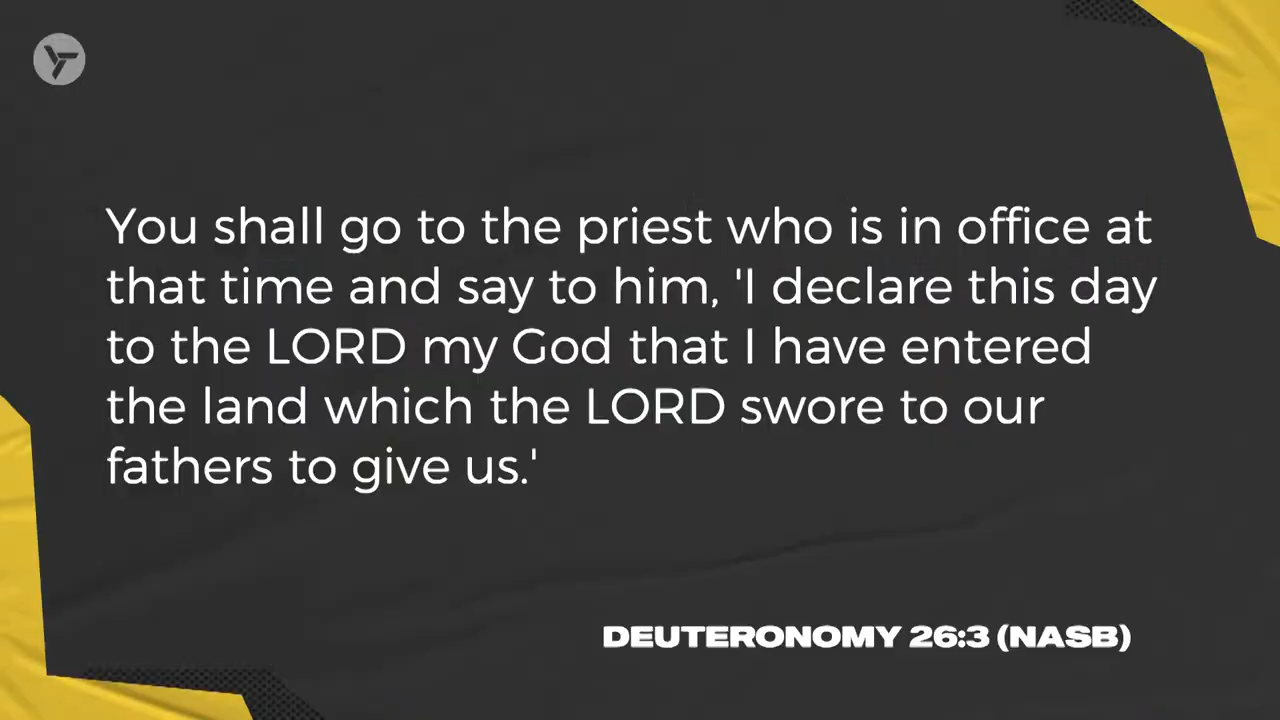 You shall go to the priest who is in office at
that time and say to him, 'I declare this day
to the LORD my God that I have entered
the land which the LORD swore to our
fathers to give us.'
DEUTERONOMY 26:3 (NASB)